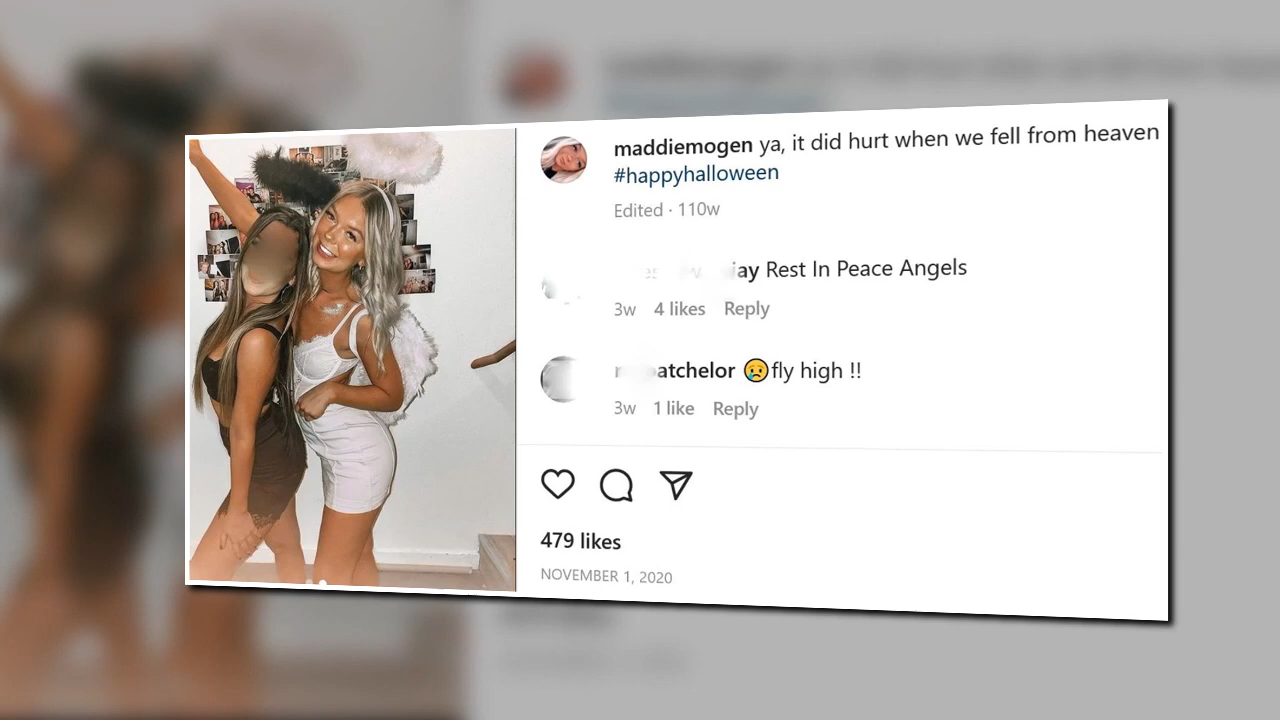 maddiemogen ya, it did hurt when we fell from heaven
#happyhalloween
Edited · 110w
Rest In Peace Angels
3w 4 likes Reply
😢fly high !!
3w 1 like Reply
479 likes
NOVEMBER 1, 2020